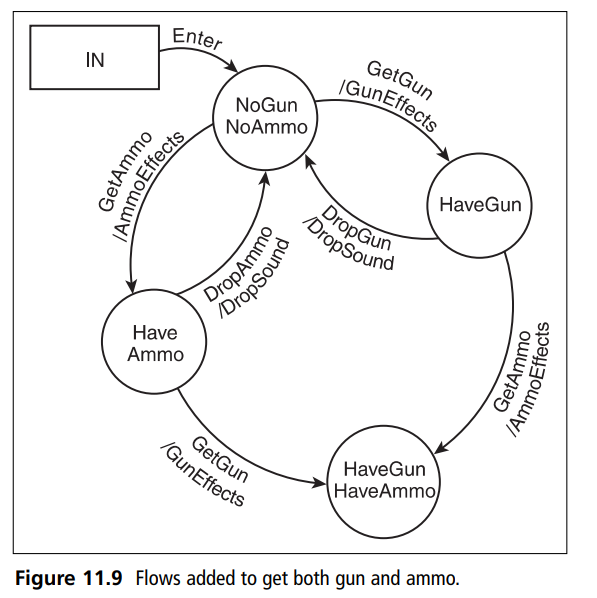 IN
Enter
NoGun
NoAmmo
GetGun
/GunEffects
HaveGun
GetAmmo
/AmmoEffects
DropGun
/DropSound
DropAmmo
/DropSound
Have
Ammo
GetAmmo
/AmmoEffects
GetGun
/GunEffects
HaveGun
HaveAmmo
Figure 11.9 Flows added to get both gun and ammo.